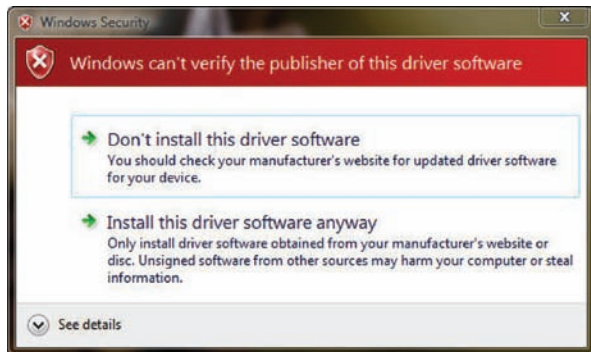 Windows Security
Windows can't verify the publisher of this driver software
Don't install this driver software
You should check your manufacturer's website for updated driver software
for your device.
Install this driver software anyway
Only install driver software obtained from your manufacturer's website or
disc. Unsigned software from other sources may harm your computer or steal
information.
See details